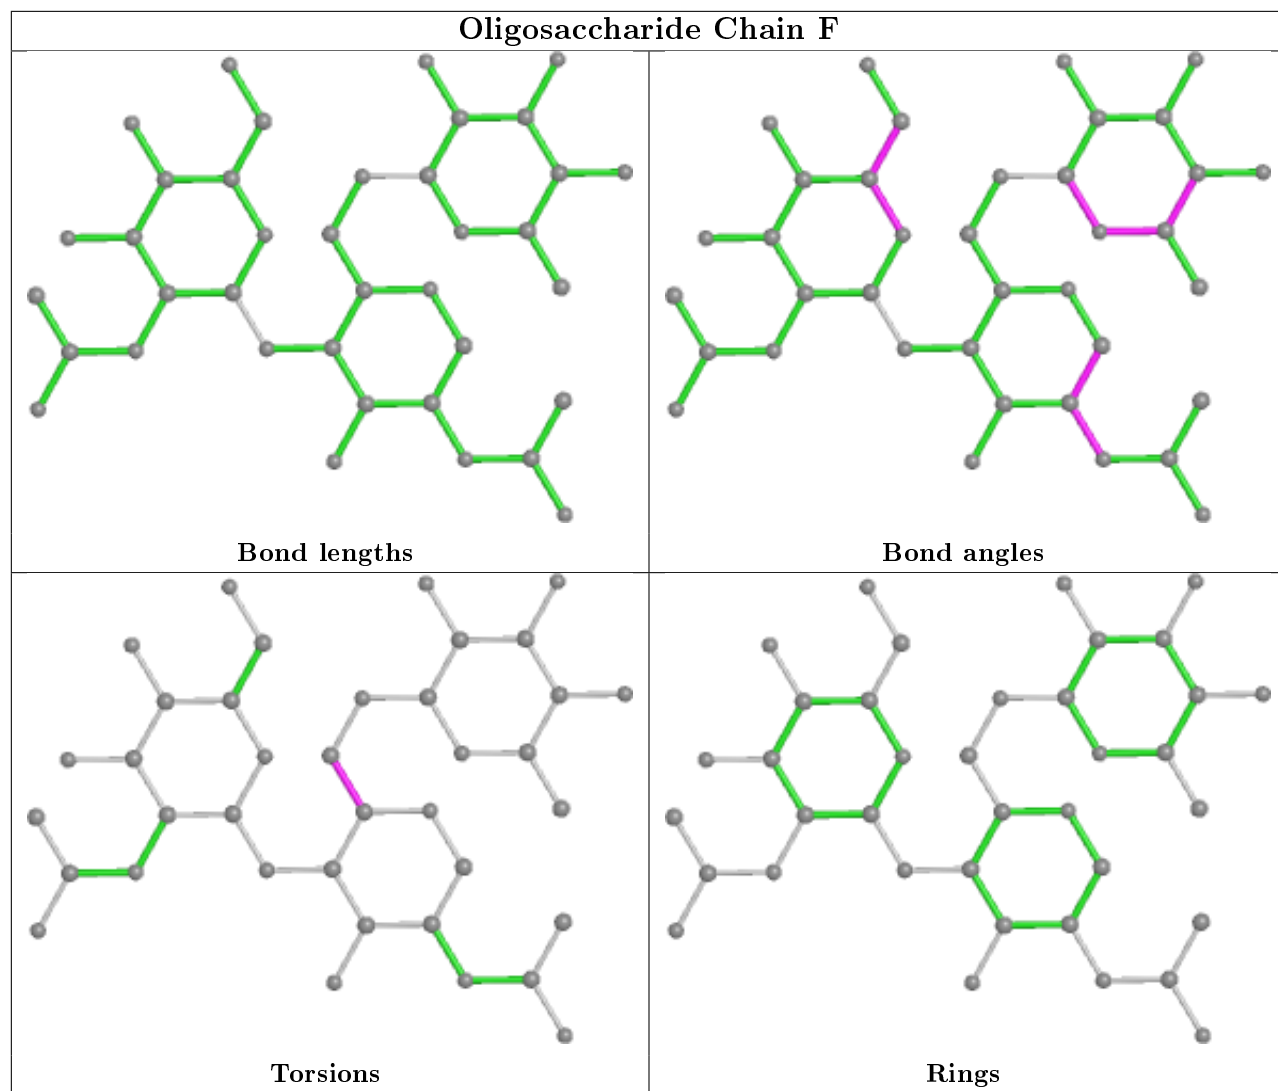 Oligosaccharide Chain F
Bond lengths
Bond angles
Torsions
Rings